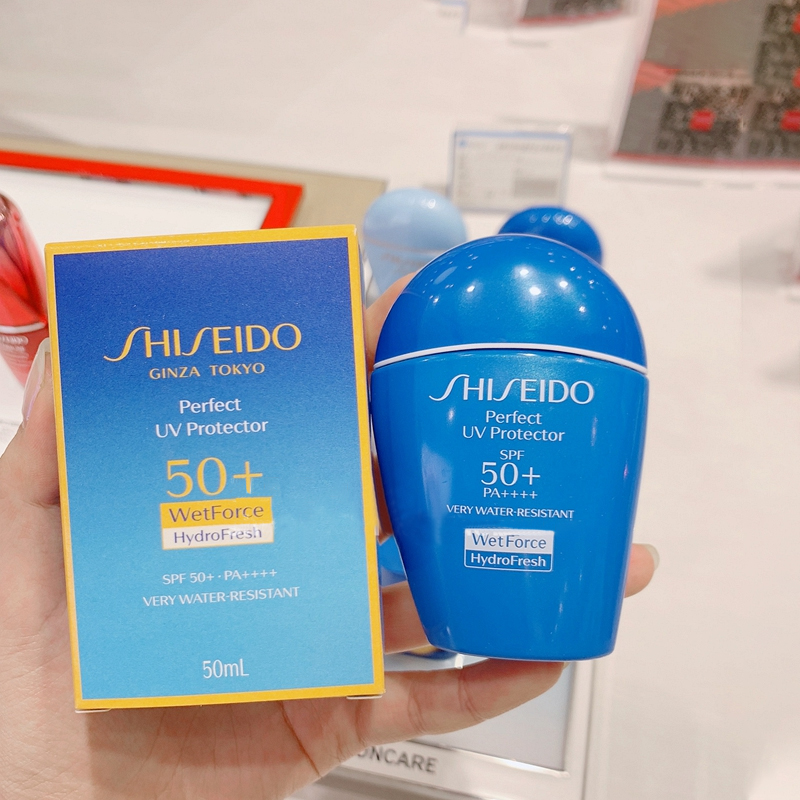 SHISEIDO
GINZA TOKYO
Perfect
UV Protector
50+
WetForce
HydroFresh
SPF 50+・PA++++
VERY WATER-RESISTANT
50mL
SHISEIDO
Perfect
UV Protector
SPF
50+
PA++++
VERY WATER-RESISTANT
WetForce
HydroFresh